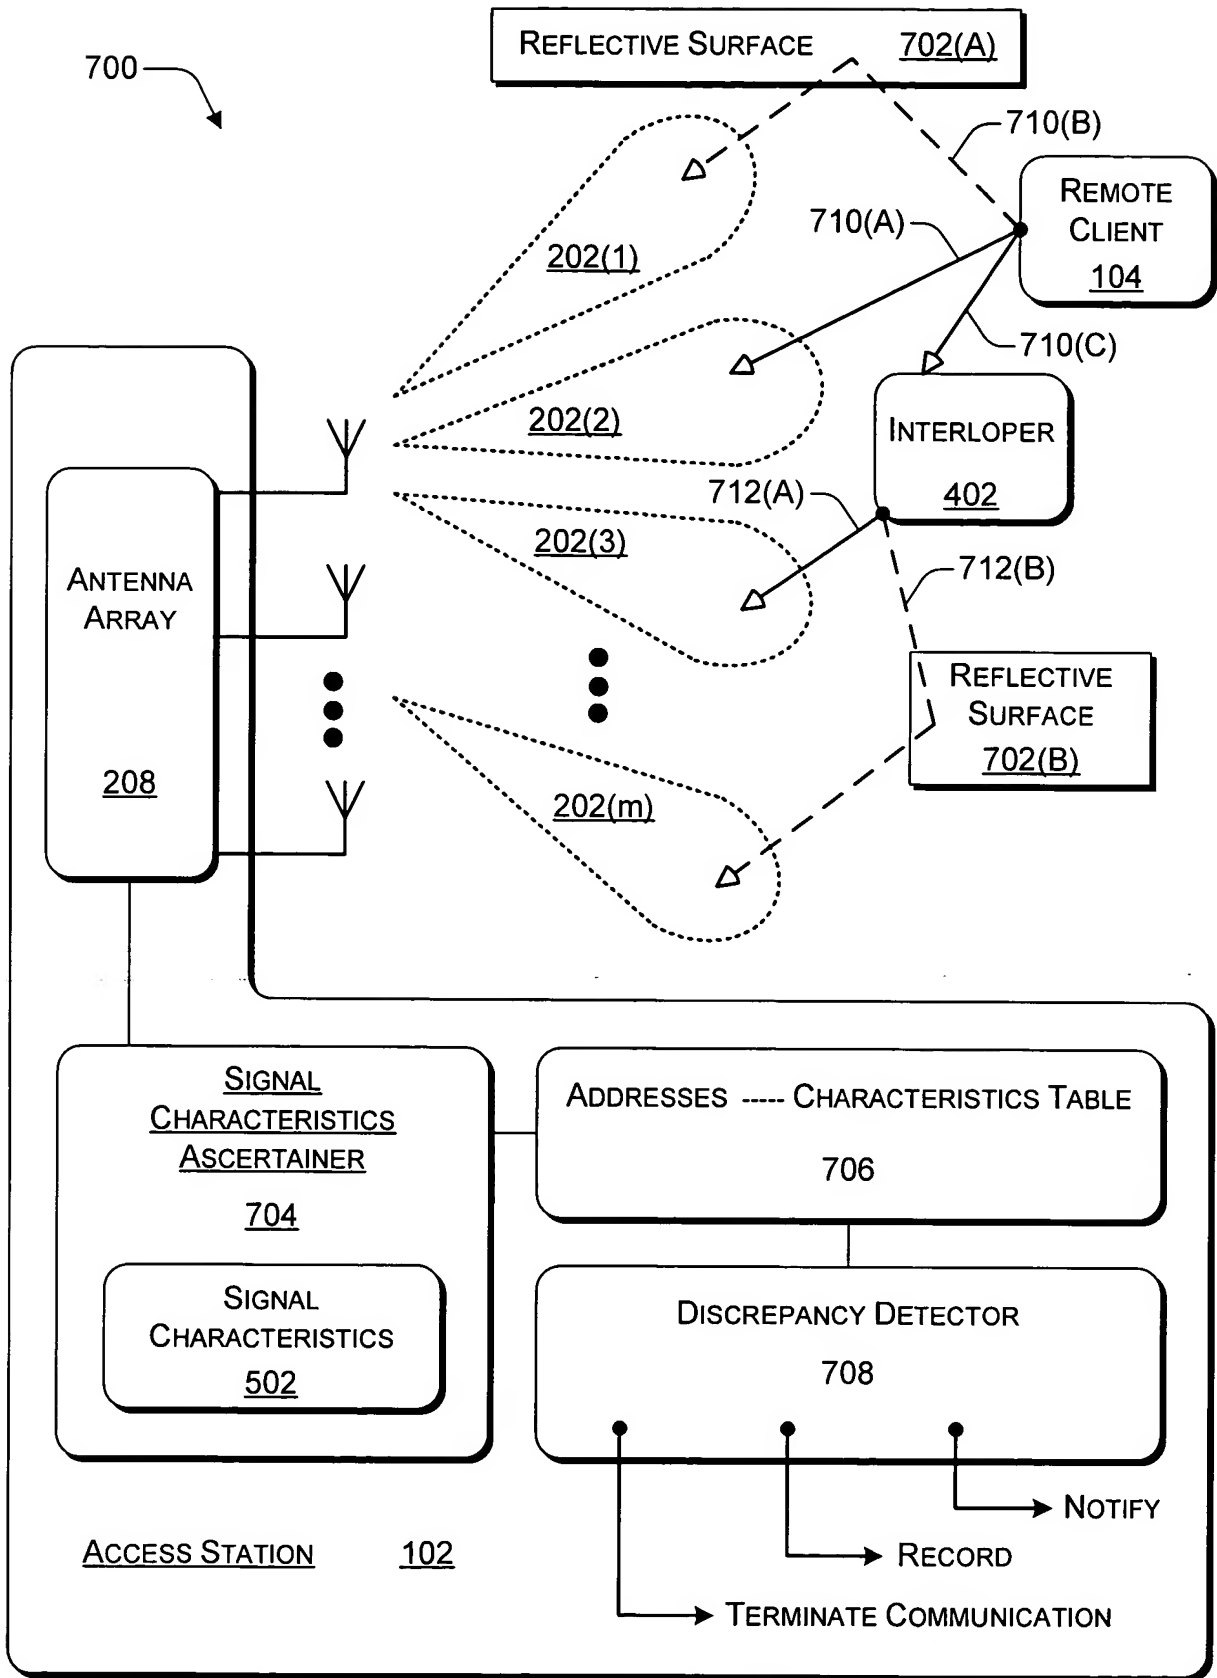 700
REFLECTIVE SURFACE 702(A)
710(B)
REMOTE
CLIENT
104
710(A)
202(1)
710(C)
202(2)
INTERLOPER
402
712(A)
202(3)
712(B)
ANTENNA
ARRAY
208
REFLECTIVE
SURFACE
702(B)
202(m)
SIGNAL
CHARACTERISTICS
ASCERTAINER
704
SIGNAL
CHARACTERISTICS
502
ADDRESSES ----- CHARACTERISTICS TABLE
706
DISCREPANCY DETECTOR
708
NOTIFY
RECORD
TERMINATE COMMUNICATION
ACCESS STATION 102